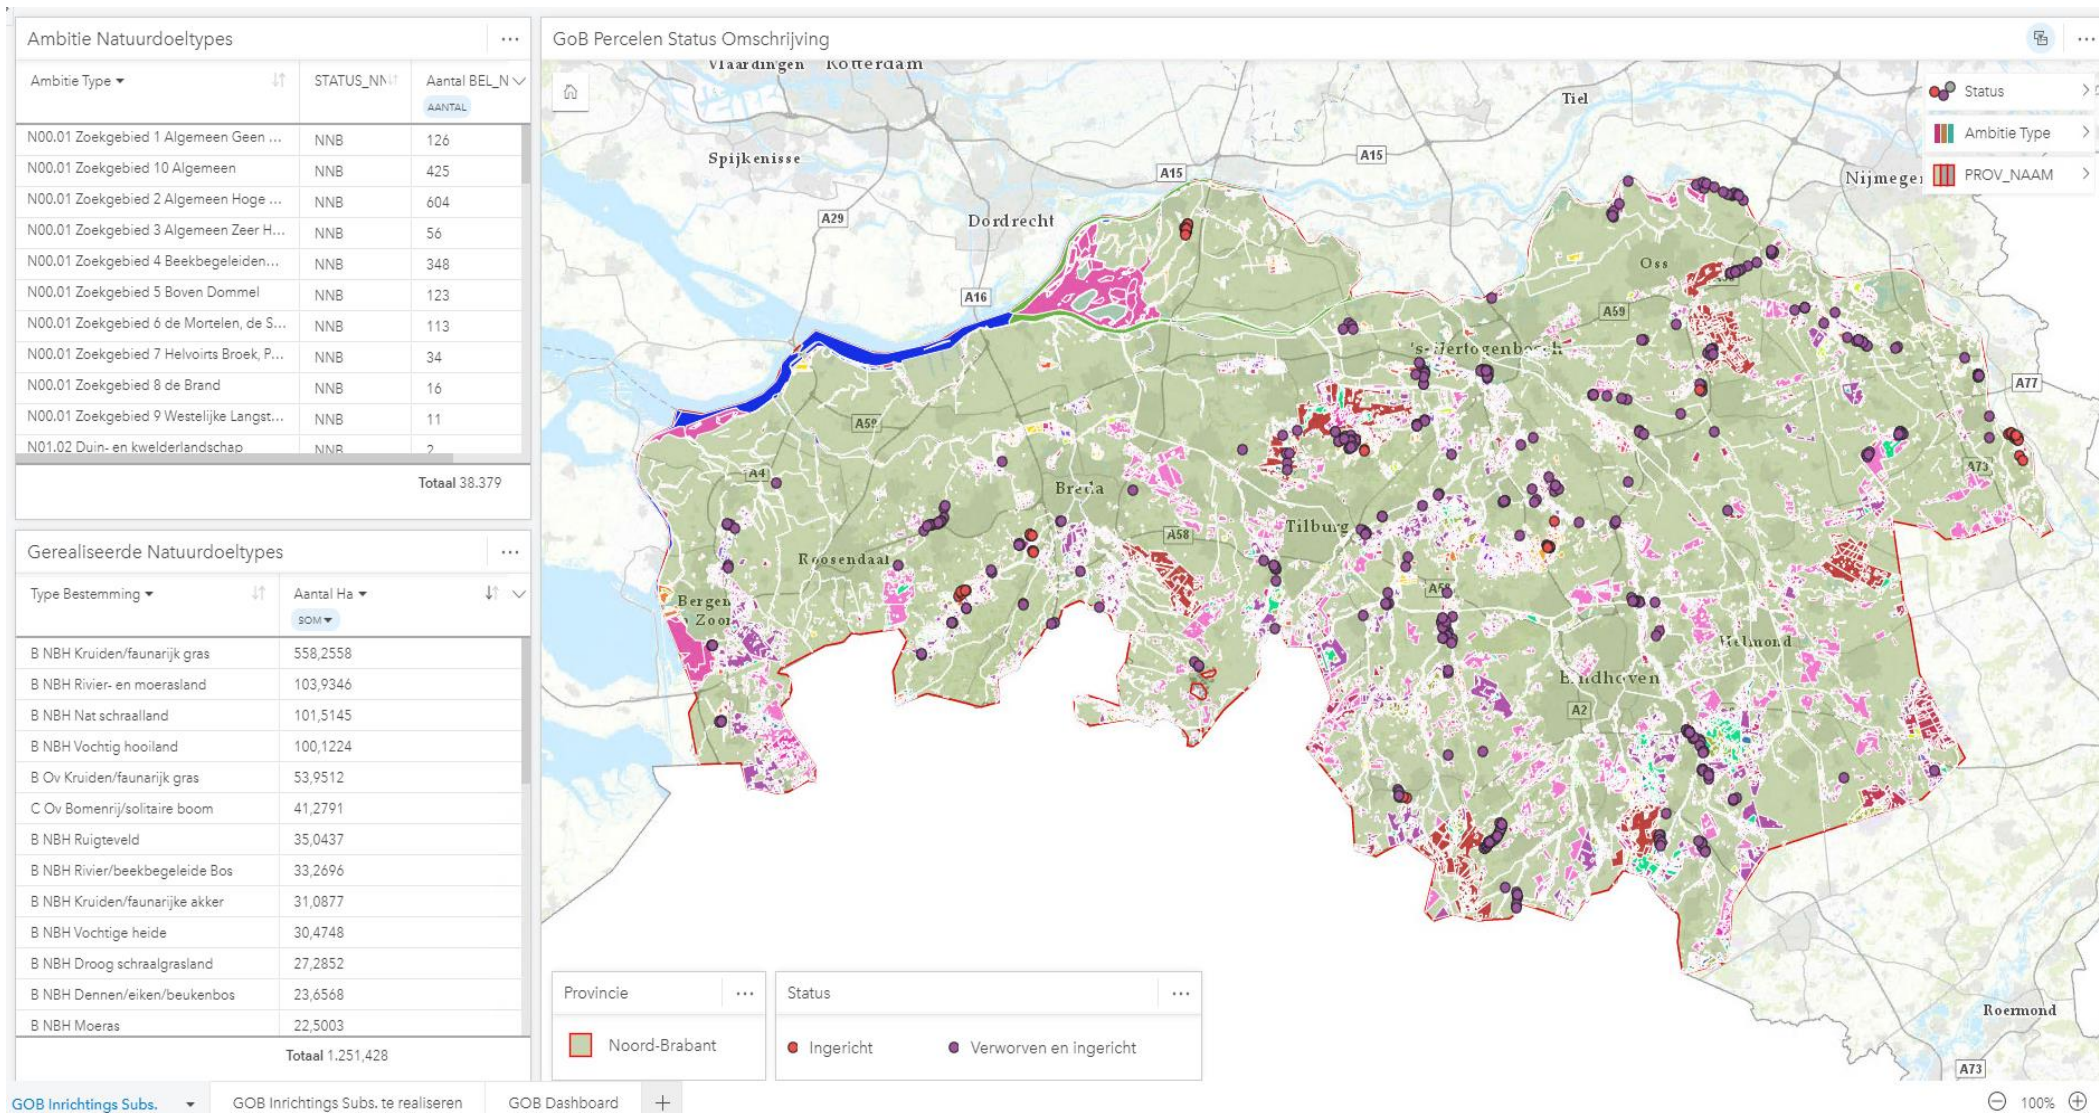 Ambitie Natuurdoeltypes
Ambitie Type
STATUS_NN
Aantal BEL_N
AANTAL
N00.01 Zoekgebied 1 Algemeen Geen ... NNB 126
N00.01 Zoekgebied 10 Algemeen NNB 425
N00.01 Zoekgebied 2 Algemeen Hoge ... NNB 604
N00.01 Zoekgebied 3 Algemeen Zeer H... NNB 56
N00.01 Zoekgebied 4 Beekbegeleiden... NNB 348
N00.01 Zoekgebied 5 Boven Dommel NNB 123
N00.01 Zoekgebied 6 de Mortelen, de S... NNB 113
N00.01 Zoekgebied 7 Helvoirts Broek, P... NNB 34
N00.01 Zoekgebied 8 de Brand NNB 16
N00.01 Zoekgebied 9 Westelijke Langst... NNB 11
N01.02 Duin- en kwelderlandschap NNB 2
Totaal 38.379
Gerealiseerde Natuurdoeltypes
Type Bestemming
Aantal Ha
SOM
B NBH Kruiden/faunarijk gras 558,2558
B NBH Rivier- en moerasland 103,9346
B NBH Nat schraalland 101,5145
B NBH Vochtig hooiland 100,1224
B Ov Kruiden/faunarijk gras 53,9512
C Ov Bomenrij/solitaire boom 41,2791
B NBH Ruigteveld 35,0437
B NBH Rivier/beekbegeleide Bos 33,2696
B NBH Kruiden/faunarijke akker 31,0877
B NBH Vochtige heide 30,4748
B NBH Droog schraalgrasland 27,2852
B NBH Dennen/eiken/beukenbos 23,6568
B NBH Moeras 22,5003
Totaal 1.251,428
GoB Percelen Status Omschrijving
Status
Ambitie Type
PROV_NAAM
Vlaardingen
Rotterdam
Tiel
Spijkenisse
A15
A15
Nijmege
A29
Dordrecht
Oss
A16
A59
's-Hertogenbosch
A77
A59
A4
A73
Breda
Tilburg
A58
Roosendaal
A58
Bergen
Zoom
Helmond
Eindhoven
A2
Roermond
A73
Provincie
Noord-Brabant
Status
Ingericht
Verworven en ingericht
GOB Inrichtings Subs.
GOB Inrichtings Subs. te realiseren
GOB Dashboard
100%